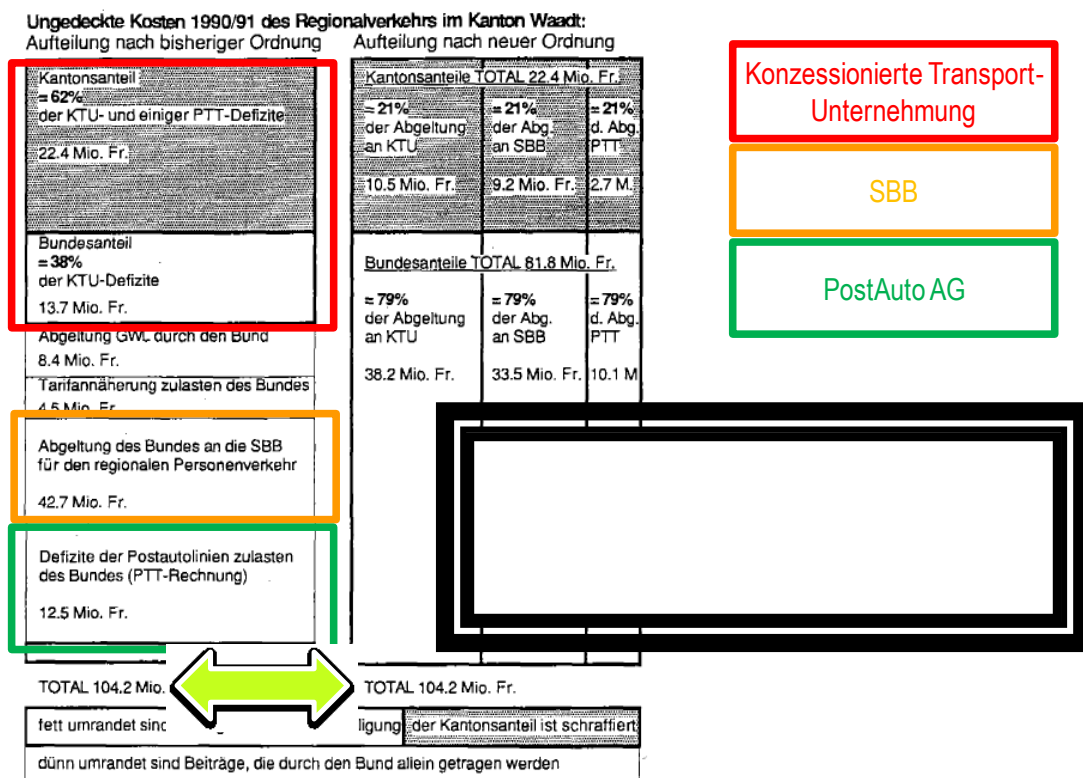 Ungedeckte Kosten 1990/91 des Regionalverkehrs im Kanton Waadt:
Aufteilung nach bisheriger Ordnung
Kantonsanteil
= 62%
der KTU- und einiger PTT-Defizite
22.4 Mio. Fr.
Bundesanteil
= 38%
der KTU-Defizite
13.7 Mio. Fr.
Abgeltung GWL durch den Bund
8.4 Mio. Fr.
Tarifannäherung zulasten des Bundes
4.5 Mio. Fr.
Abgeltung des Bundes an die SBB
für den regionalen Personenverkehr
42.7 Mio. Fr.
Defizite der Postautolinien zulasten
des Bundes (PTT-Rechnung)
12.5 Mio. Fr.
TOTAL 104.2 Mio.
Aufteilung nach neuer Ordnung
Kantonsanteile TOTAL 22.4 Mio. Fr.
= 21%
der Abgeltung
an KTU
10.5 Mio. Fr.
= 21%
der Abg.
an SBB
9.2 Mio. Fr.
= 21%
d. Abg.
PTT
2.7 M.
Bundesanteile TOTAL 81.8 Mio. Fr.
= 79%
der Abgeltung
an KTU
38.2 Mio. Fr.
= 79%
der Abg.
an SBB
33.5 Mio. Fr.
= 79%
d. Abg.
PTT
10.1 M
TOTAL 104.2 Mio. Fr.
fett umrandet sind
der Kantonsanteil ist schraffiert
dünn umrandet sind Beiträge, die durch den Bund allein getragen werden
Konzessionierte Transport-
Unternehmung
SBB
PostAuto AG